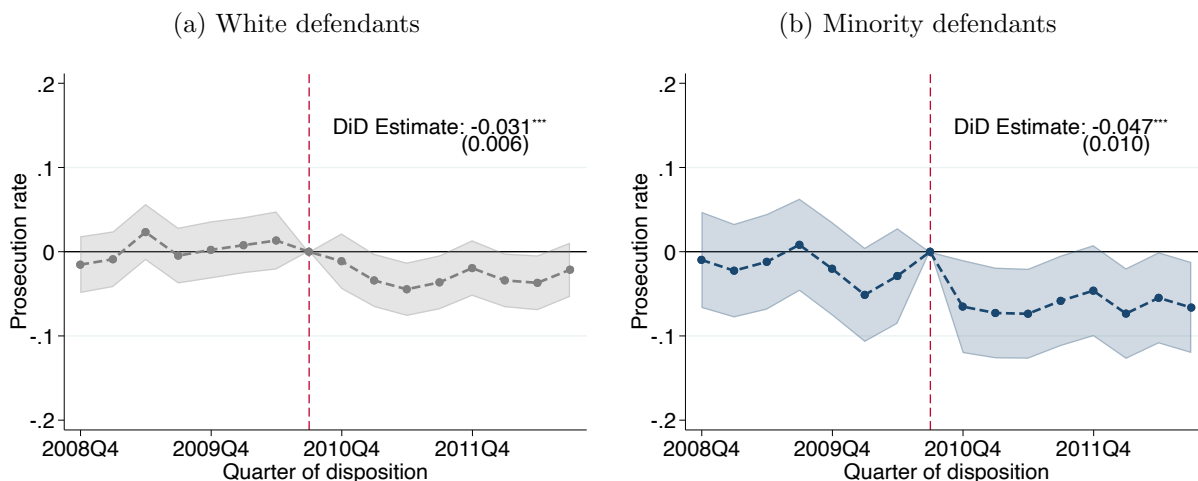 (a) White defendants
.2
.1
0
-.1
-.2
Prosecution rate
DiD Estimate: -0.031***
(0.006)
2008Q4 2009Q4 2010Q4 2011Q4
Quarter of disposition
(b) Minority defendants
.2
.1
0
-.1
-.2
Prosecution rate
DiD Estimate: -0.047***
(0.010)
2008Q4 2009Q4 2010Q4 2011Q4
Quarter of disposition